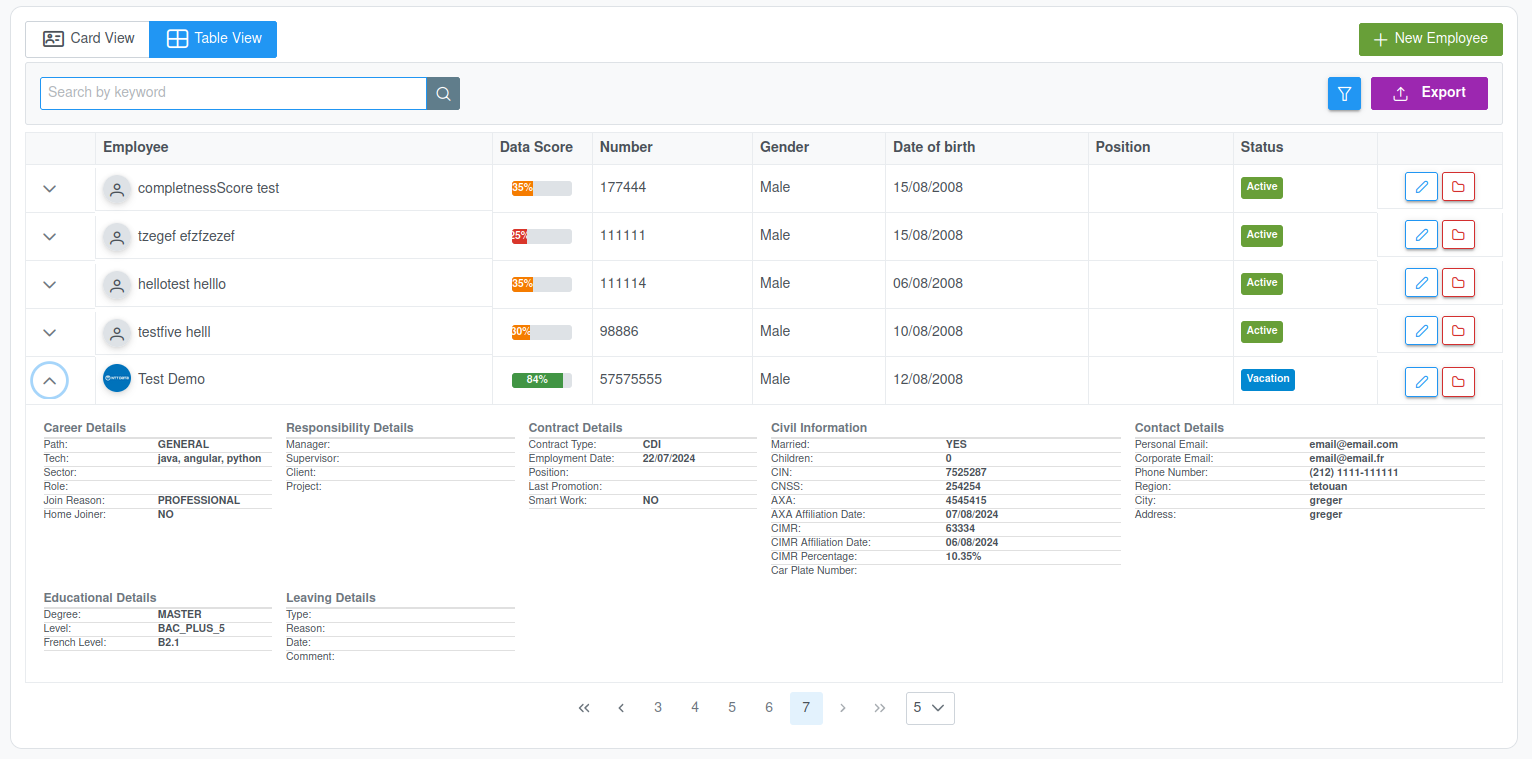 Card View Table View New Employee
Search by keyword Export
Employee Data Score Number Gender Date of birth Position Status
completnessScore test 35% 177444 Male 15/08/2008 Active
tzegef efzfzezef 25% 111111 Male 15/08/2008 Active
hellotest helllo 35% 111114 Male 06/08/2008 Active
testfive helll 30% 98886 Male 10/08/2008 Active
Test Demo 84% 57575555 Male 12/08/2008 Vacation
Career Details
Path: GENERAL
Tech: java, angular, python
Sector:
Role:
Join Reason: PROFESSIONAL
Home Joiner: NO
Responsibility Details
Manager:
Supervisor:
Client:
Project:
Contract Details
Contract Type: CDI
Employment Date: 22/07/2024
Position:
Last Promotion:
Smart Work: NO
Civil Information
Married: YES
Children: 0
CIN: 7525287
CNSS: 254254
AXA: 4545415
AXA Affiliation Date: 07/08/2024
CIMR: 63334
CIMR Affiliation Date: 06/08/2024
CIMR Percentage: 10.35%
Car Plate Number:
Contact Details
Personal Email: email@email.com
Corporate Email: email@email.fr
Phone Number: (212) 1111-111111
Region: tetouan
City: greger
Address: greger
Educational Details
Degree: MASTER
Level: BAC_PLUS_5
French Level: B2.1
Leaving Details
Type:
Reason:
Date:
Comment:
3 4 5 6 7 5